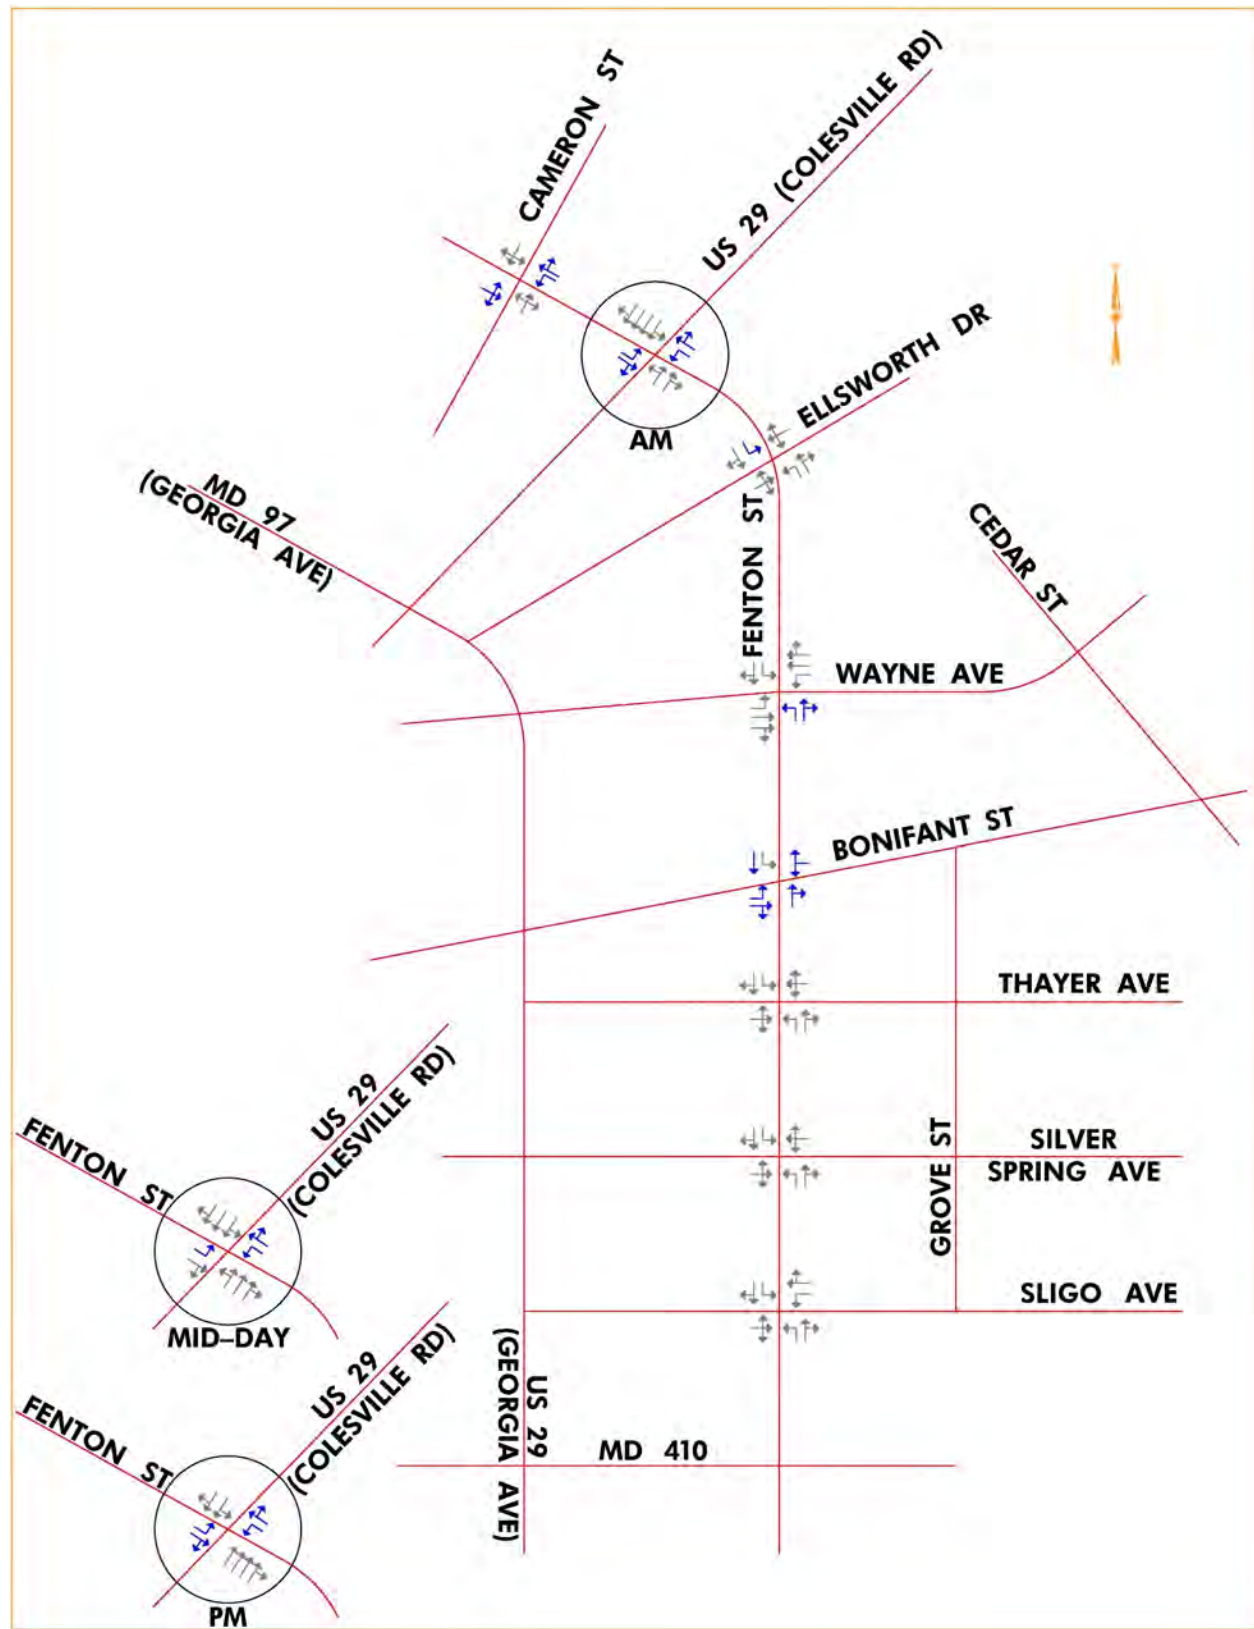 CAMERON ST
US 29 (COLESVILLE RD)
ELLSWORTH DR
AM
MD 97
(GEORGIA AVE)
FENTON ST
CEDAR ST
WAYNE AVE
BONIFANT ST
THAYER AVE
US 29
(COLESVILLE RD)
FENTON ST
MID–DAY
GROVE ST
SILVER
SPRING AVE
SLIGO AVE
US 29
(GEORGIA AVE)
MD 410
US 29
(COLESVILLE RD)
FENTON ST
PM